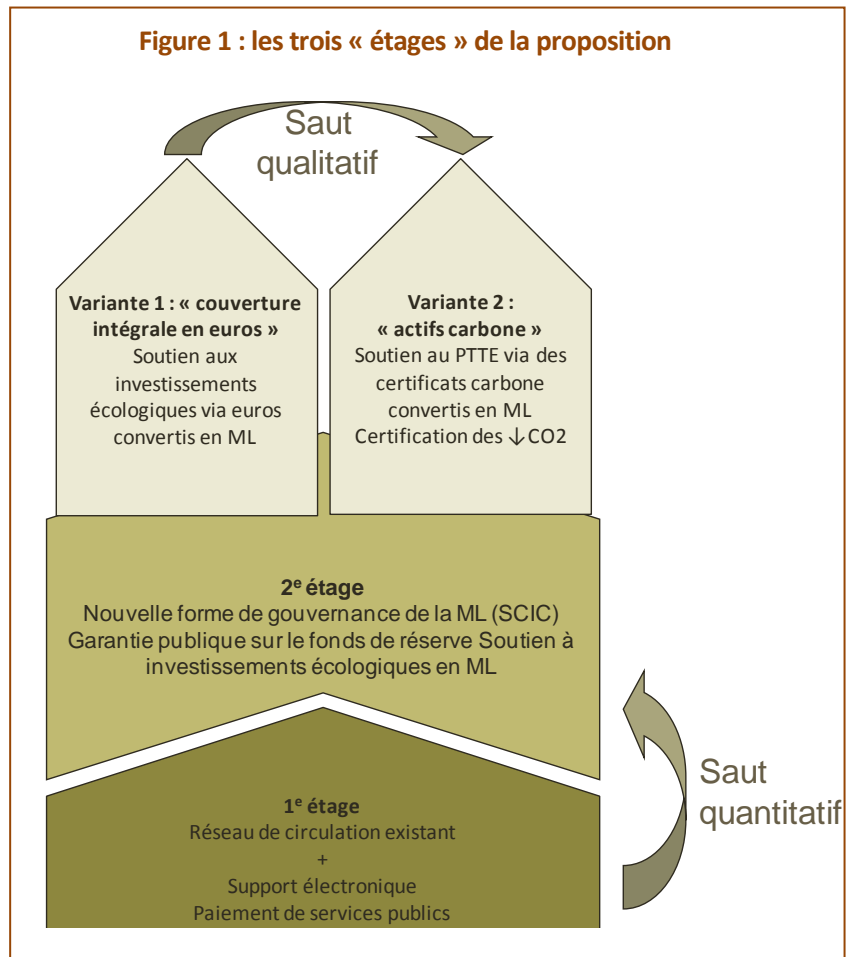 Figure 1 : les trois « étages » de la proposition
Saut
qualitatif
Variante 1 : « couverture
intégrale en euros »
Soutien aux
investissements
écologiques via euros
convertis en ML
Variante 2 :
« actifs carbone »
Soutien au PTTE via des
certificats carbone
convertis en ML
Certification des ↓CO2
2e étage
Nouvelle forme de gouvernance de la ML (SCIC)
Garantie publique sur le fonds de réserve Soutien à
investissements écologiques en ML
Saut
quantitatif
1e étage
Réseau de circulation existant
+
Support électronique
Paiement de services publics